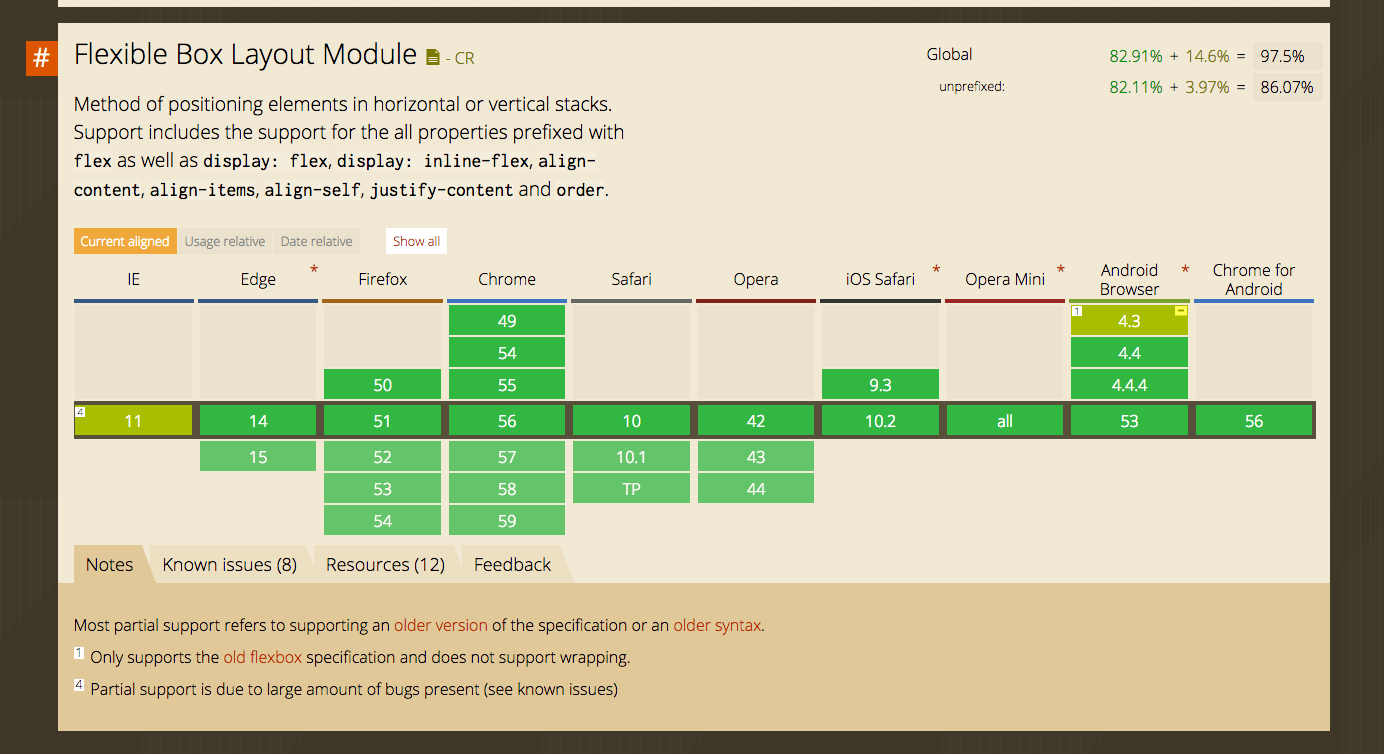 #
Flexible Box Layout Module - CR
Global 82.91% + 14.6% = 97.5%
unprefixed: 82.11% + 3.97% = 86.07%
Method of positioning elements in horizontal or vertical stacks.
Support includes the support for the all properties prefixed with
flex as well as display: flex, display: inline-flex, align-
content, align-items, align-self, justify-content and order.
Current aligned Usage relative Date relative Show all
IE Edge * Firefox Chrome Safari Opera iOS Safari * Opera Mini * Android Browser * Chrome for Android
49 1 4.3 -
54 4.4
50 55 9.3 4.4.4
4 11 14 51 56 10 42 10.2 all 53 56
15 52 57 10.1 43
53 58 TP 44
54 59
Notes Known issues (8) Resources (12) Feedback
Most partial support refers to supporting an older version of the specification or an older syntax.
1 Only supports the old flexbox specification and does not support wrapping.
4 Partial support is due to large amount of bugs present (see known issues)